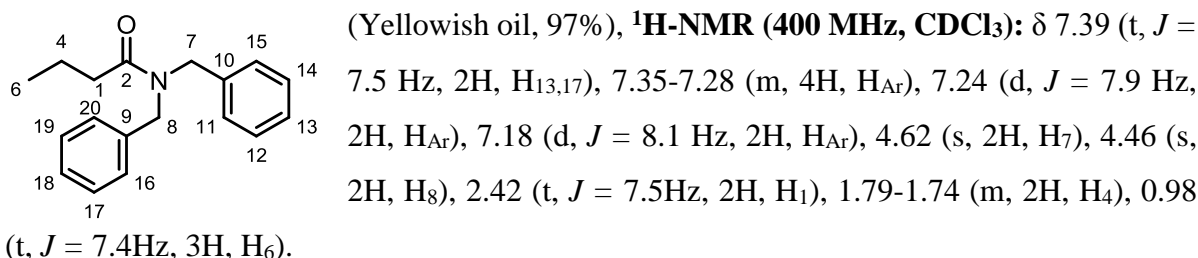 (Yellowish oil, 97%), ¹H-NMR (400 MHz, CDCl₃): δ 7.39 (t, J =
7.5 Hz, 2H, H₁₃,₁₇), 7.35-7.28 (m, 4H, H_Ar), 7.24 (d, J = 7.9 Hz,
2H, H_Ar), 7.18 (d, J = 8.1 Hz, 2H, H_Ar), 4.62 (s, 2H, H₇), 4.46 (s,
2H, H₈), 2.42 (t, J = 7.5Hz, 2H, H₁), 1.79-1.74 (m, 2H, H₄), 0.98
(t, J = 7.4Hz, 3H, H₆).
O
4 7 15
10 14
6 1 2 N
20 9 8 11 13
19 12
18 16
17